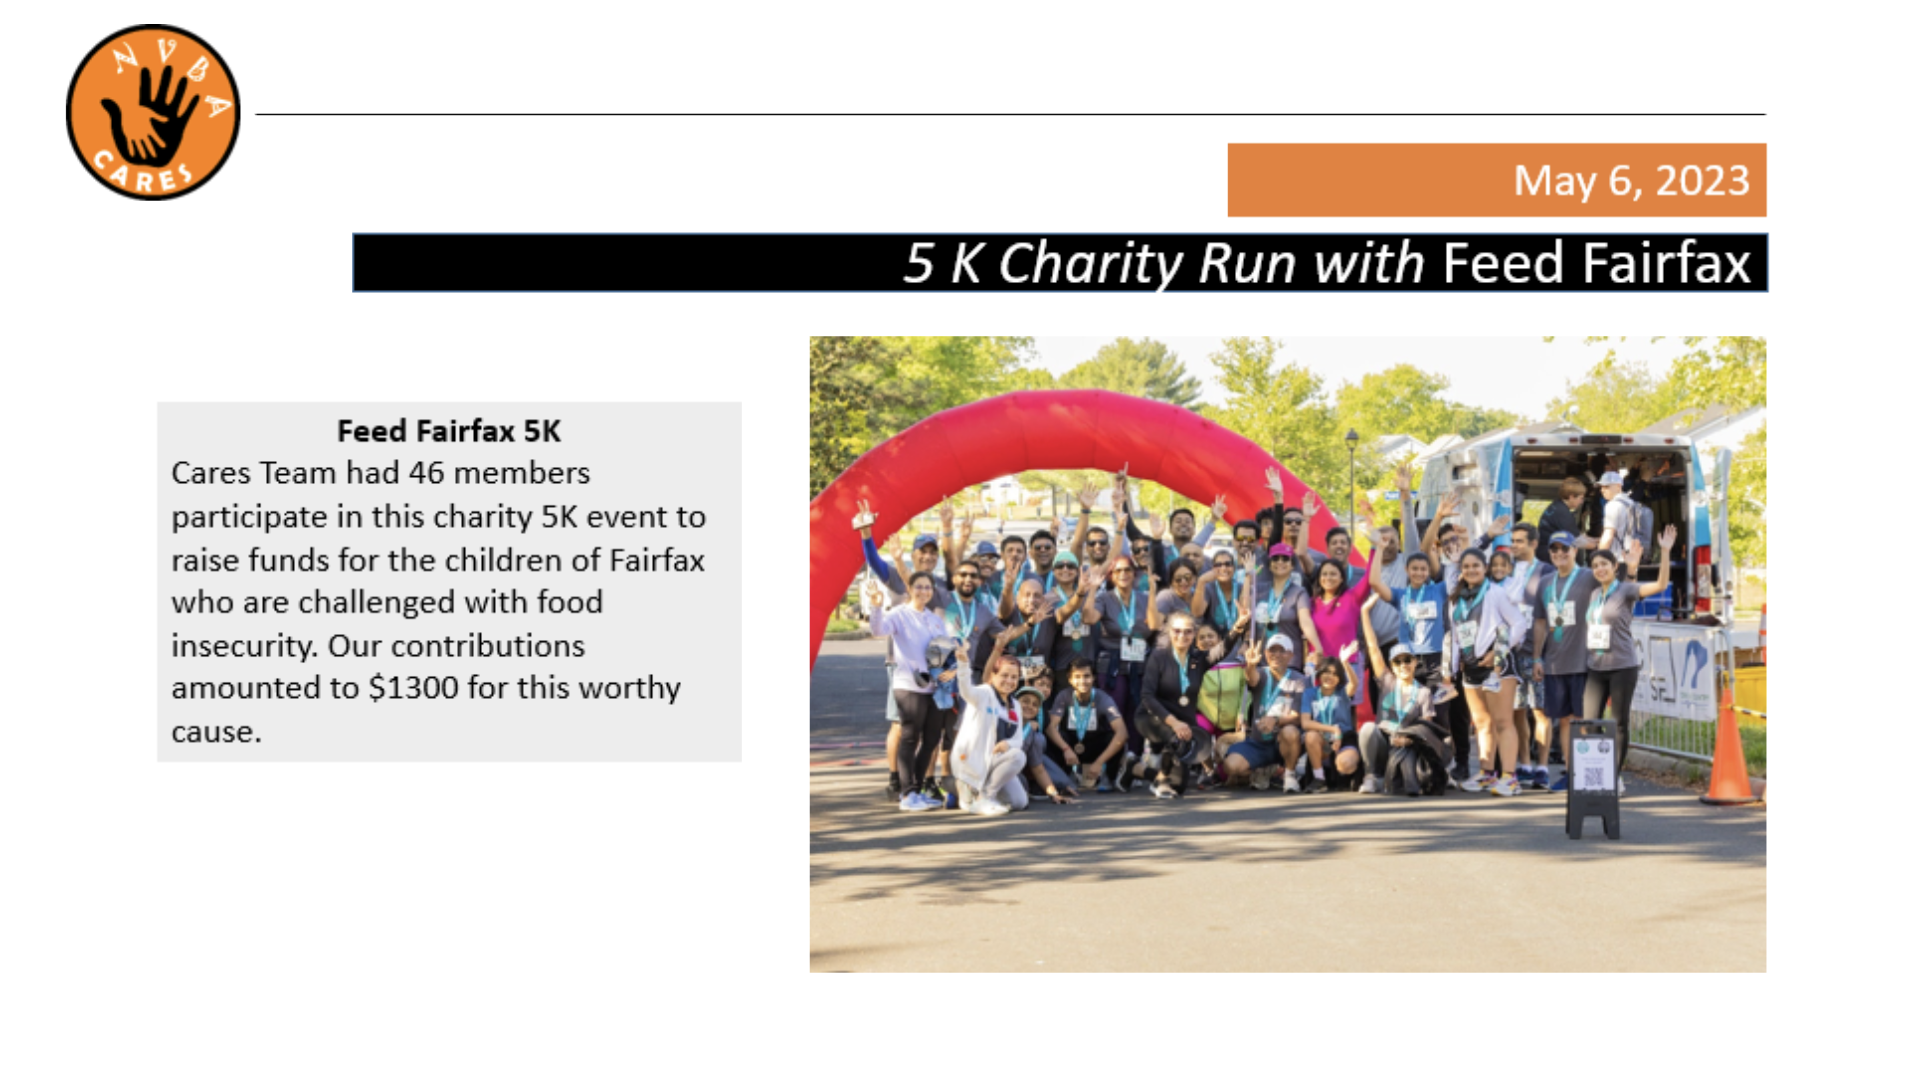 NVBA
CARES
May 6, 2023
5 K Charity Run with Feed Fairfax
Feed Fairfax 5K
Cares Team had 46 members
participate in this charity 5K event to
raise funds for the children of Fairfax
who are challenged with food
insecurity. Our contributions
amounted to $1300 for this worthy
cause.